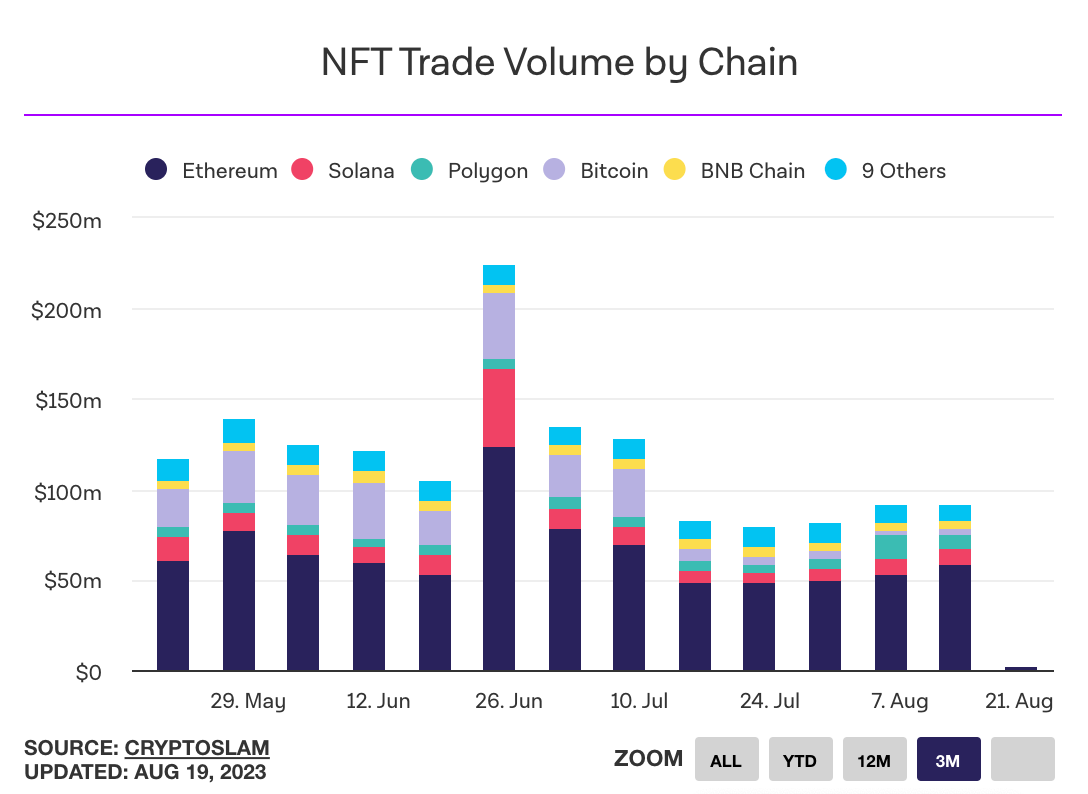 NFT Trade Volume by Chain
Ethereum Solana Polygon Bitcoin BNB Chain 9 Others
$250m
$200m
$150m
$100m
$50m
$0
29. May 12. Jun 26. Jun 10. Jul 24. Jul 7. Aug 21. Aug
SOURCE: CRYPTOSLAM
UPDATED: AUG 19, 2023
ZOOM ALL YTD 12M 3M